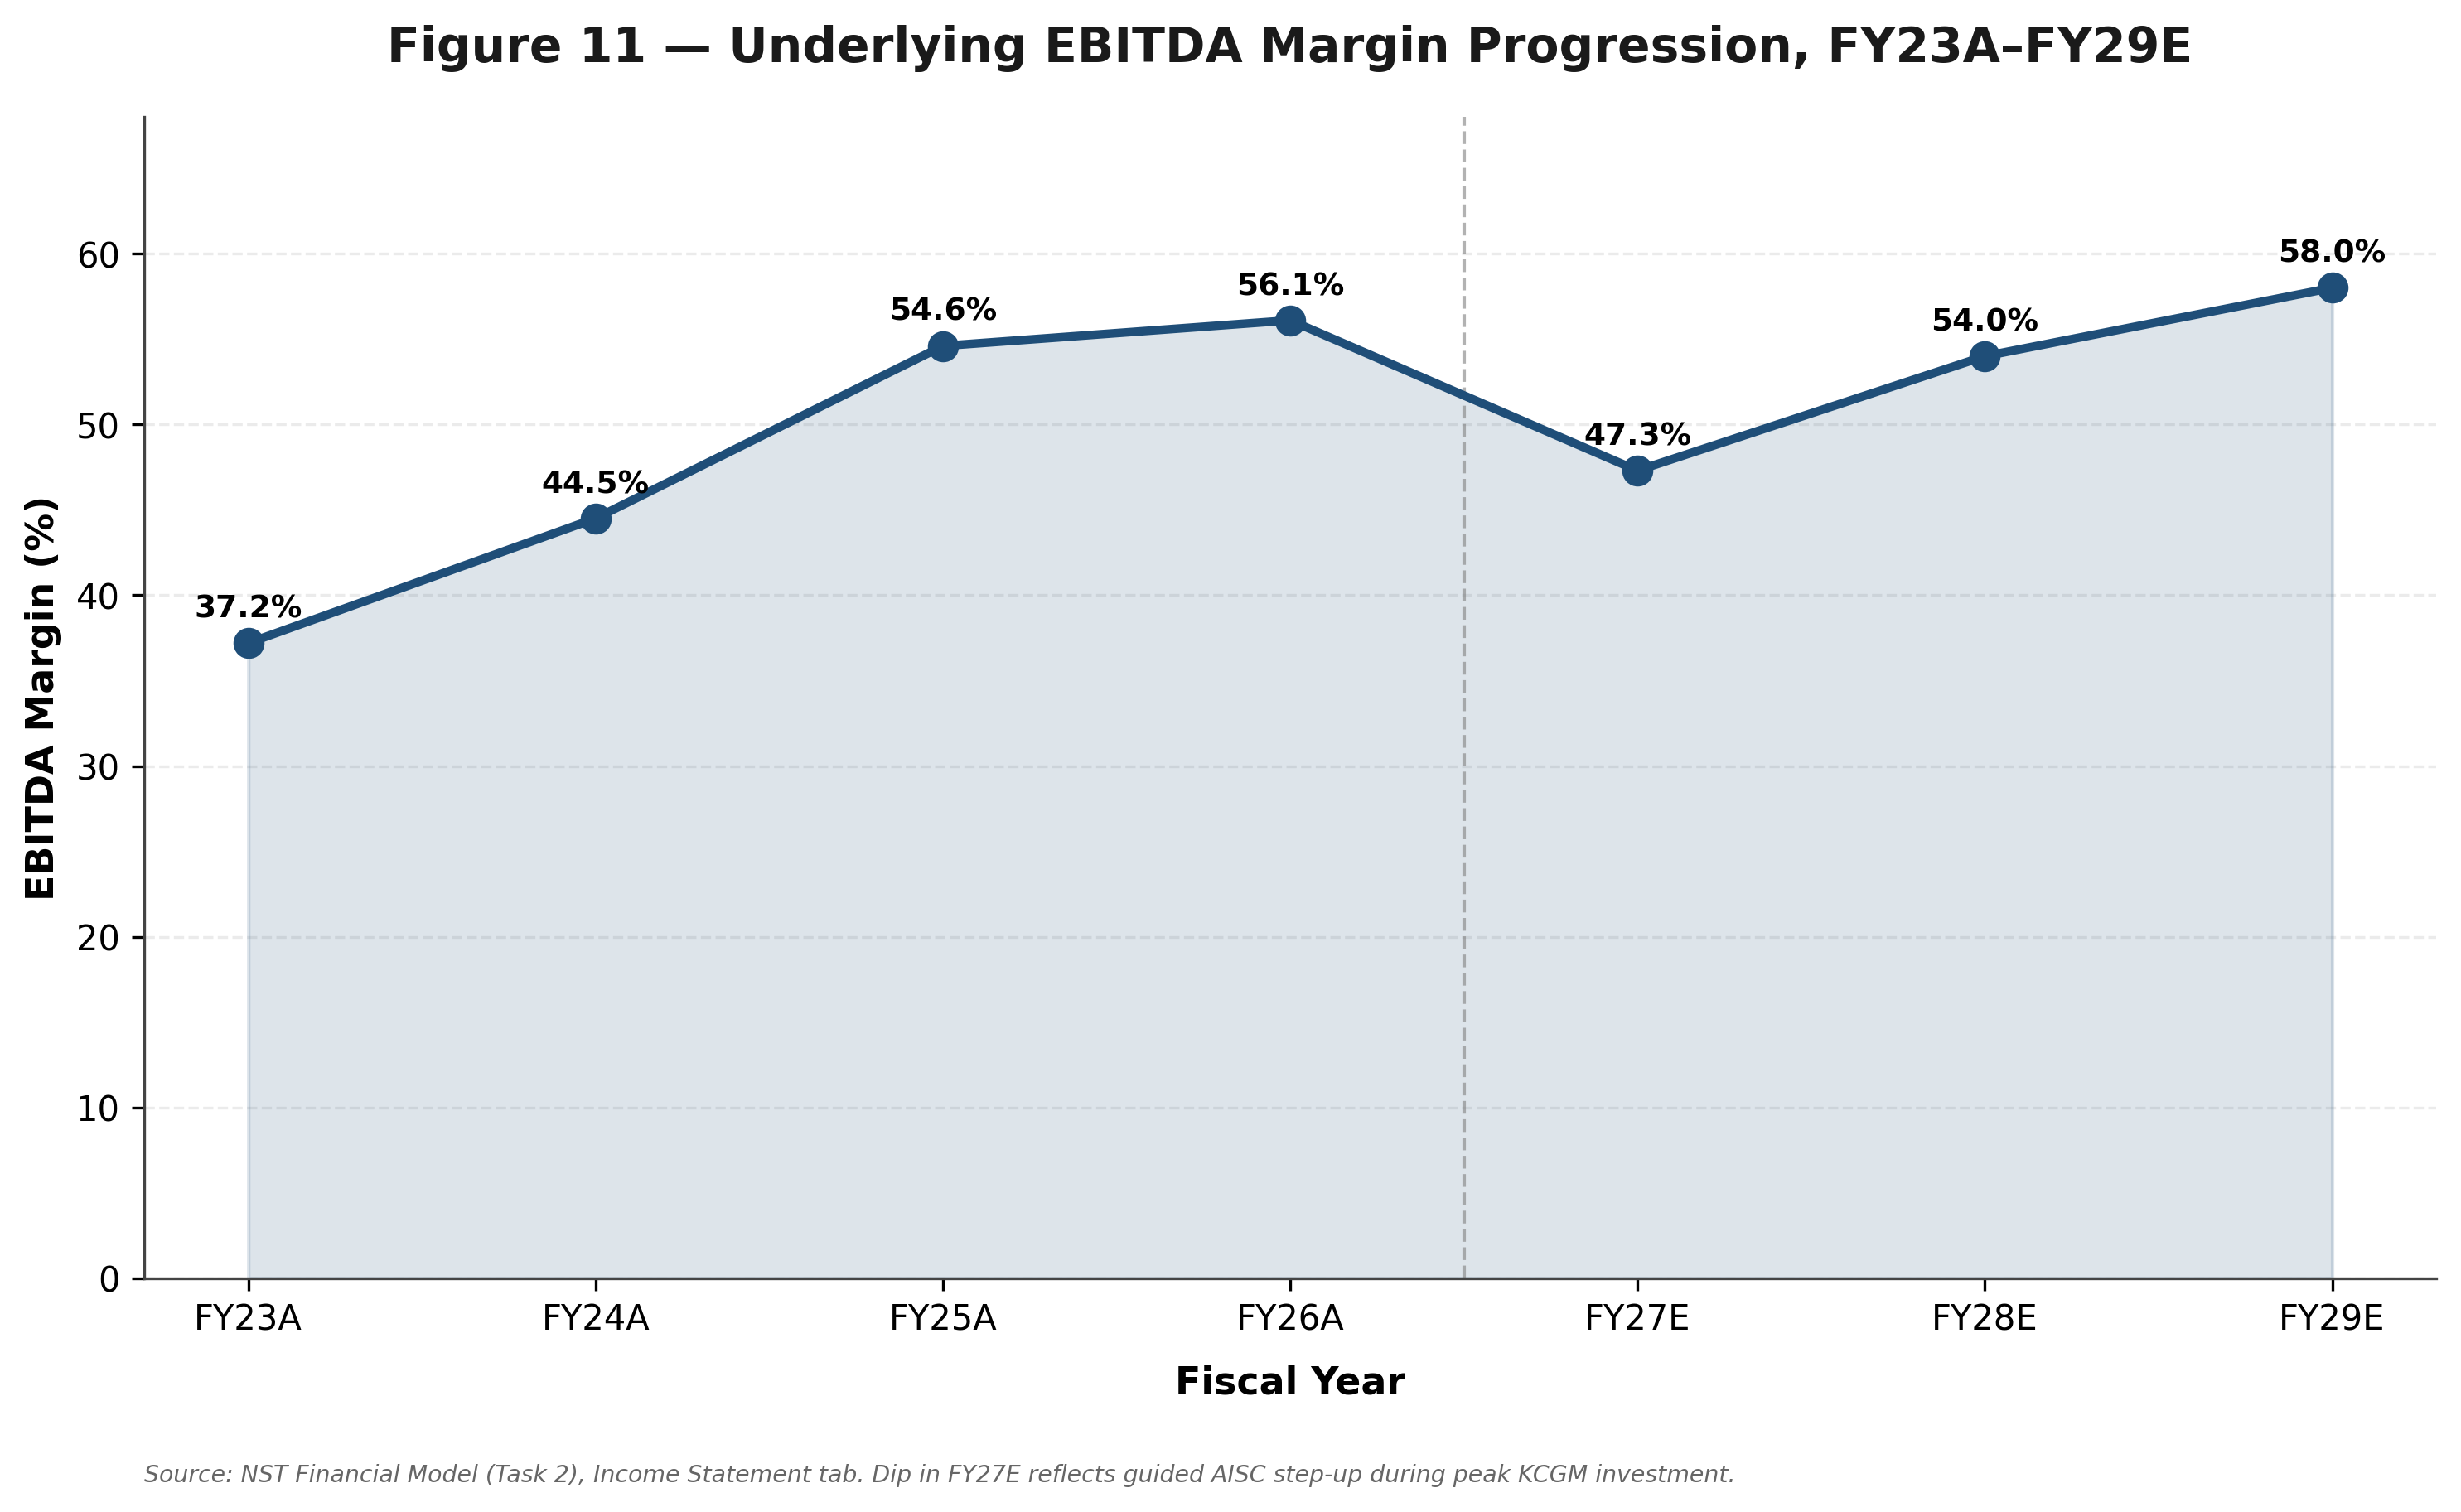 Figure 11 — Underlying EBITDA Margin Progression, FY23A–FY29E
EBITDA Margin (%)
60
50
40
30
20
10
0
37.2%
44.5%
54.6%
56.1%
47.3%
54.0%
58.0%
FY23A
FY24A
FY25A
FY26A
FY27E
FY28E
FY29E
Fiscal Year
Source: NST Financial Model (Task 2), Income Statement tab. Dip in FY27E reflects guided AISC step-up during peak KCGM investment.